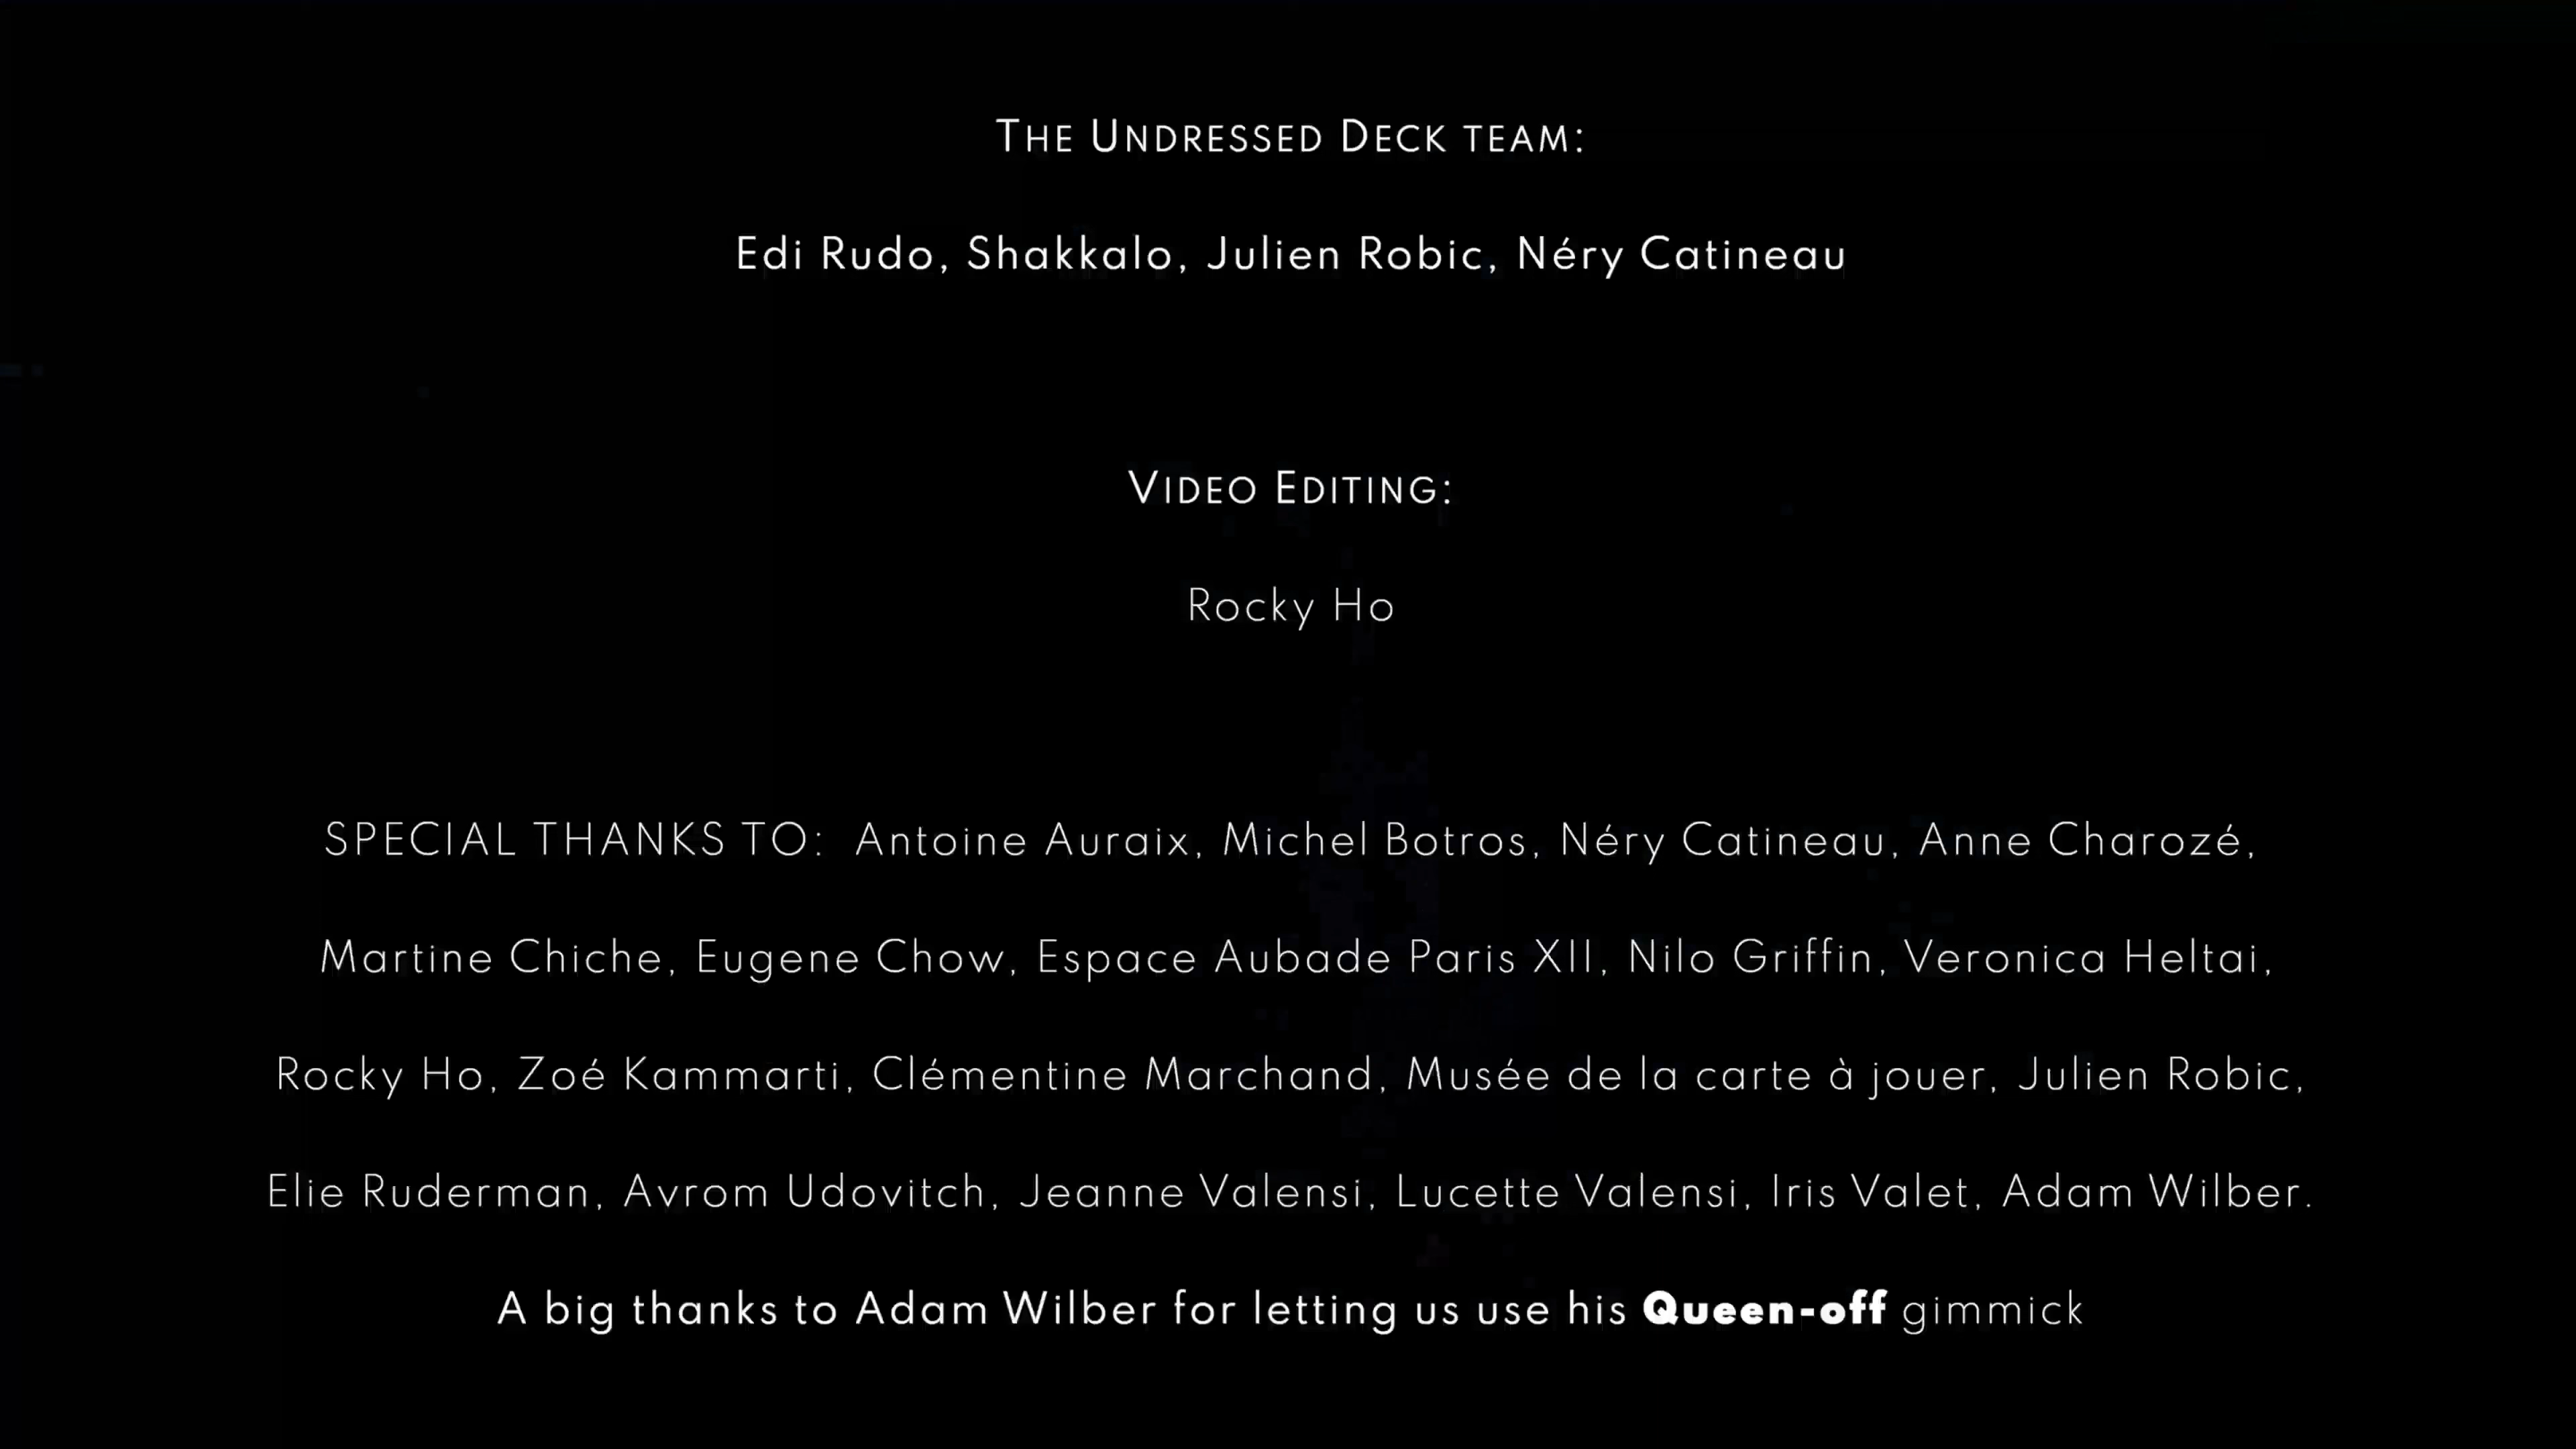 The Undressed Deck team:
Edi Rudo, Shakkalo, Julien Robic, Néry Catineau
Video Editing:
Rocky Ho
SPECIAL THANKS TO: Antoine Auraix, Michel Botros, Néry Catineau, Anne Charozé,
Martine Chiche, Eugene Chow, Espace Aubade Paris XII, Nilo Griffin, Veronica Heltai,
Rocky Ho, Zoé Kammarti, Clémentine Marchand, Musée de la carte à jouer, Julien Robic,
Elie Ruderman, Avrom Udovitch, Jeanne Valensi, Lucette Valensi, Iris Valet, Adam Wilber.
A big thanks to Adam Wilber for letting us use his Queen-off gimmick